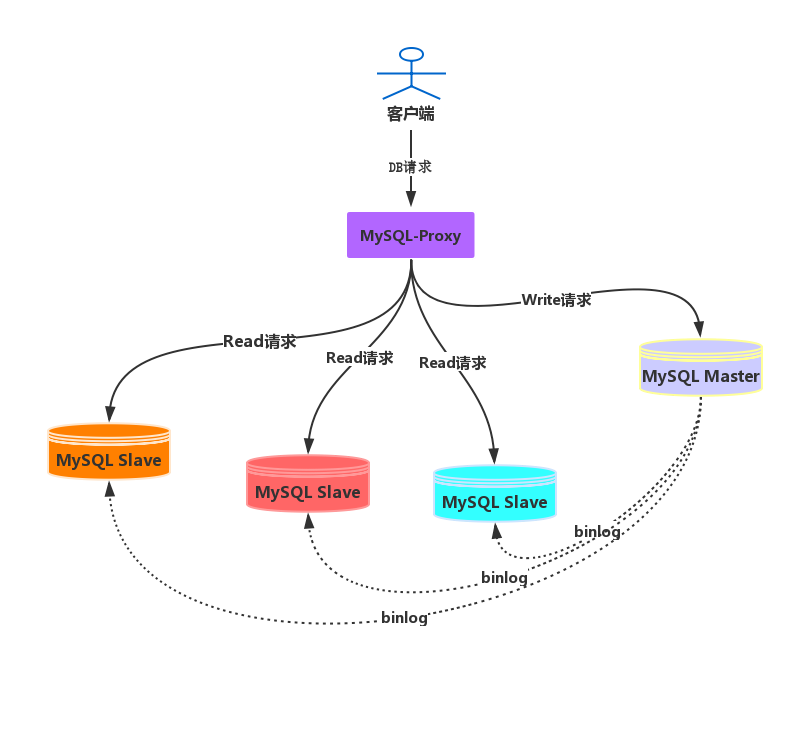 客户端
DB请求
MySQL-Proxy
Write请求
Read请求
Read请求
Read请求
MySQL Master
MySQL Slave
MySQL Slave
MySQL Slave
binlog
binlog
binlog